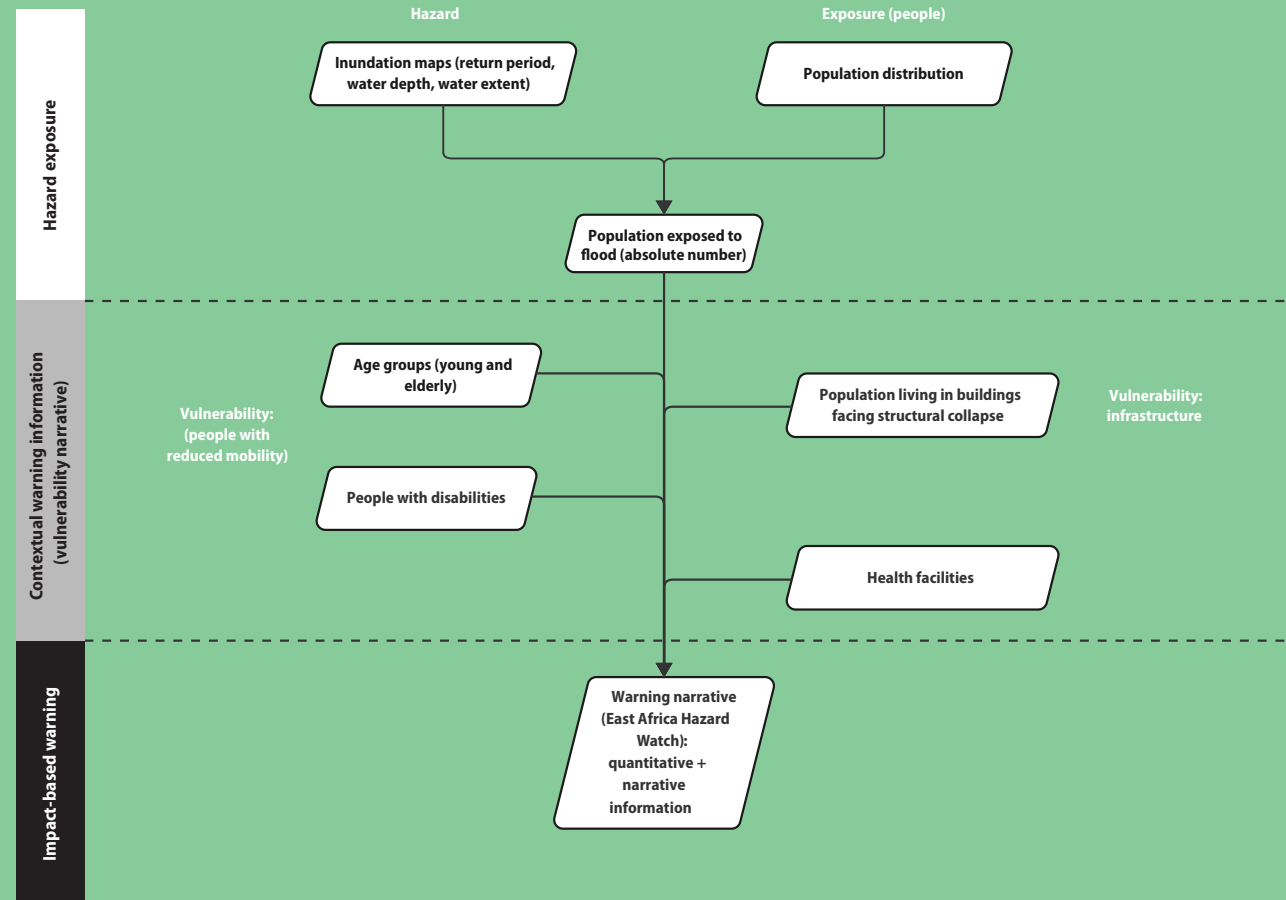 Hazard
Exposure (people)
Hazard exposure
Inundation maps (return period,
water depth, water extent)
Population distribution
Population exposed to
flood (absolute number)
Contextual warning information
(vulnerability narrative)
Vulnerability:
(people with
reduced mobility)
Age groups (young and
elderly)
People with disabilities
Population living in buildings
facing structural collapse
Health facilities
Vulnerability:
infrastructure
Impact-based warning
Warning narrative
(East Africa Hazard
Watch):
quantitative +
narrative
information